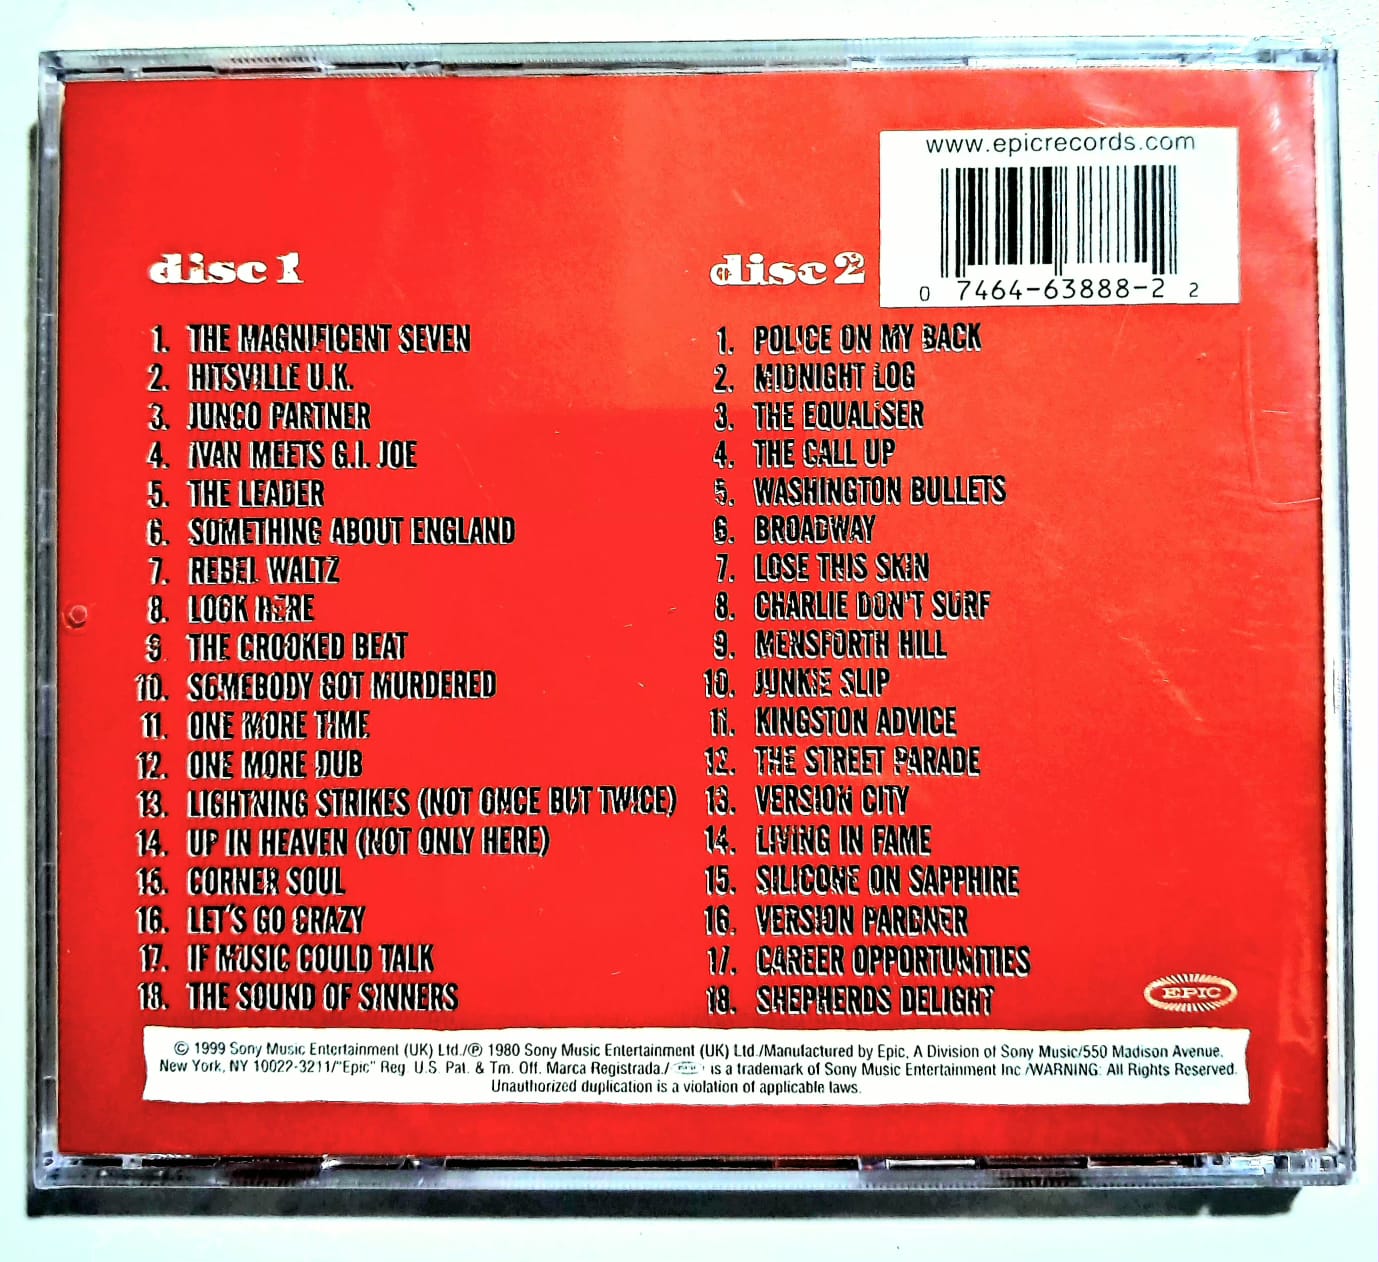 www.epicrecords.com
0 7464-63888-2 2
disc 1
1. THE MAGNIFICENT SEVEN
2. HITSVILLE U.K.
3. JUNCO PARTNER
4. IVAN MEETS G.I. JOE
5. THE LEADER
6. SOMETHING ABOUT ENGLAND
7. REBEL WALTZ
8. LOOK HERE
9. THE CROOKED BEAT
10. SOMEBODY GOT MURDERED
11. ONE MORE TIME
12. ONE MORE DUB
13. LIGHTNING STRIKES (NOT ONCE BUT TWICE)
14. UP IN HEAVEN (NOT ONLY HERE)
15. CORNER SOUL
16. LET'S GO CRAZY
17. IF MUSIC COULD TALK
18. THE SOUND OF SINNERS
disc 2
1. POLICE ON MY BACK
2. MIDNIGHT LOG
3. THE EQUALISER
4. THE CALL UP
5. WASHINGTON BULLETS
6. BROADWAY
7. LOSE THIS SKIN
8. CHARLIE DON'T SURF
9. MENSFORTH HILL
10. JUNKIE SLIP
11. KINGSTON ADVICE
12. THE STREET PARADE
13. VERSION CITY
14. LIVING IN FAME
15. SILICONE ON SAPPHIRE
16. VERSION PARDNER
17. CAREER OPPORTUNITIES
18. SHEPHERDS DELIGHT
EPIC
© 1999 Sony Music Entertainment (UK) Ltd./℗ 1980 Sony Music Entertainment (UK) Ltd./Manufactured by Epic, A Division of Sony Music/550 Madison Avenue,
New York, NY 10022-3211/"Epic" Reg. U.S. Pat. & Tm. Off. Marca Registrada./ is a trademark of Sony Music Entertainment Inc./WARNING: All Rights Reserved.
Unauthorized duplication is a violation of applicable laws.